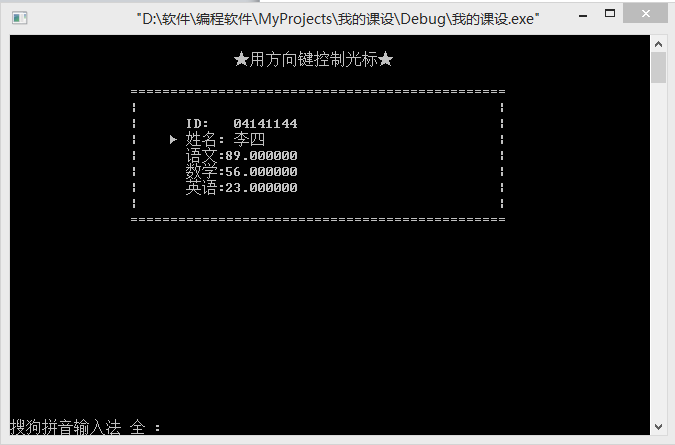 "D:\软件\编程软件\MyProjects\我的课设\Debug\我的课设.exe"
★用方向键控制光标★
ID: 04141144
姓名: 李四
语文:89.000000
数学:56.000000
英语:23.000000
搜狗拼音输入法 全 :